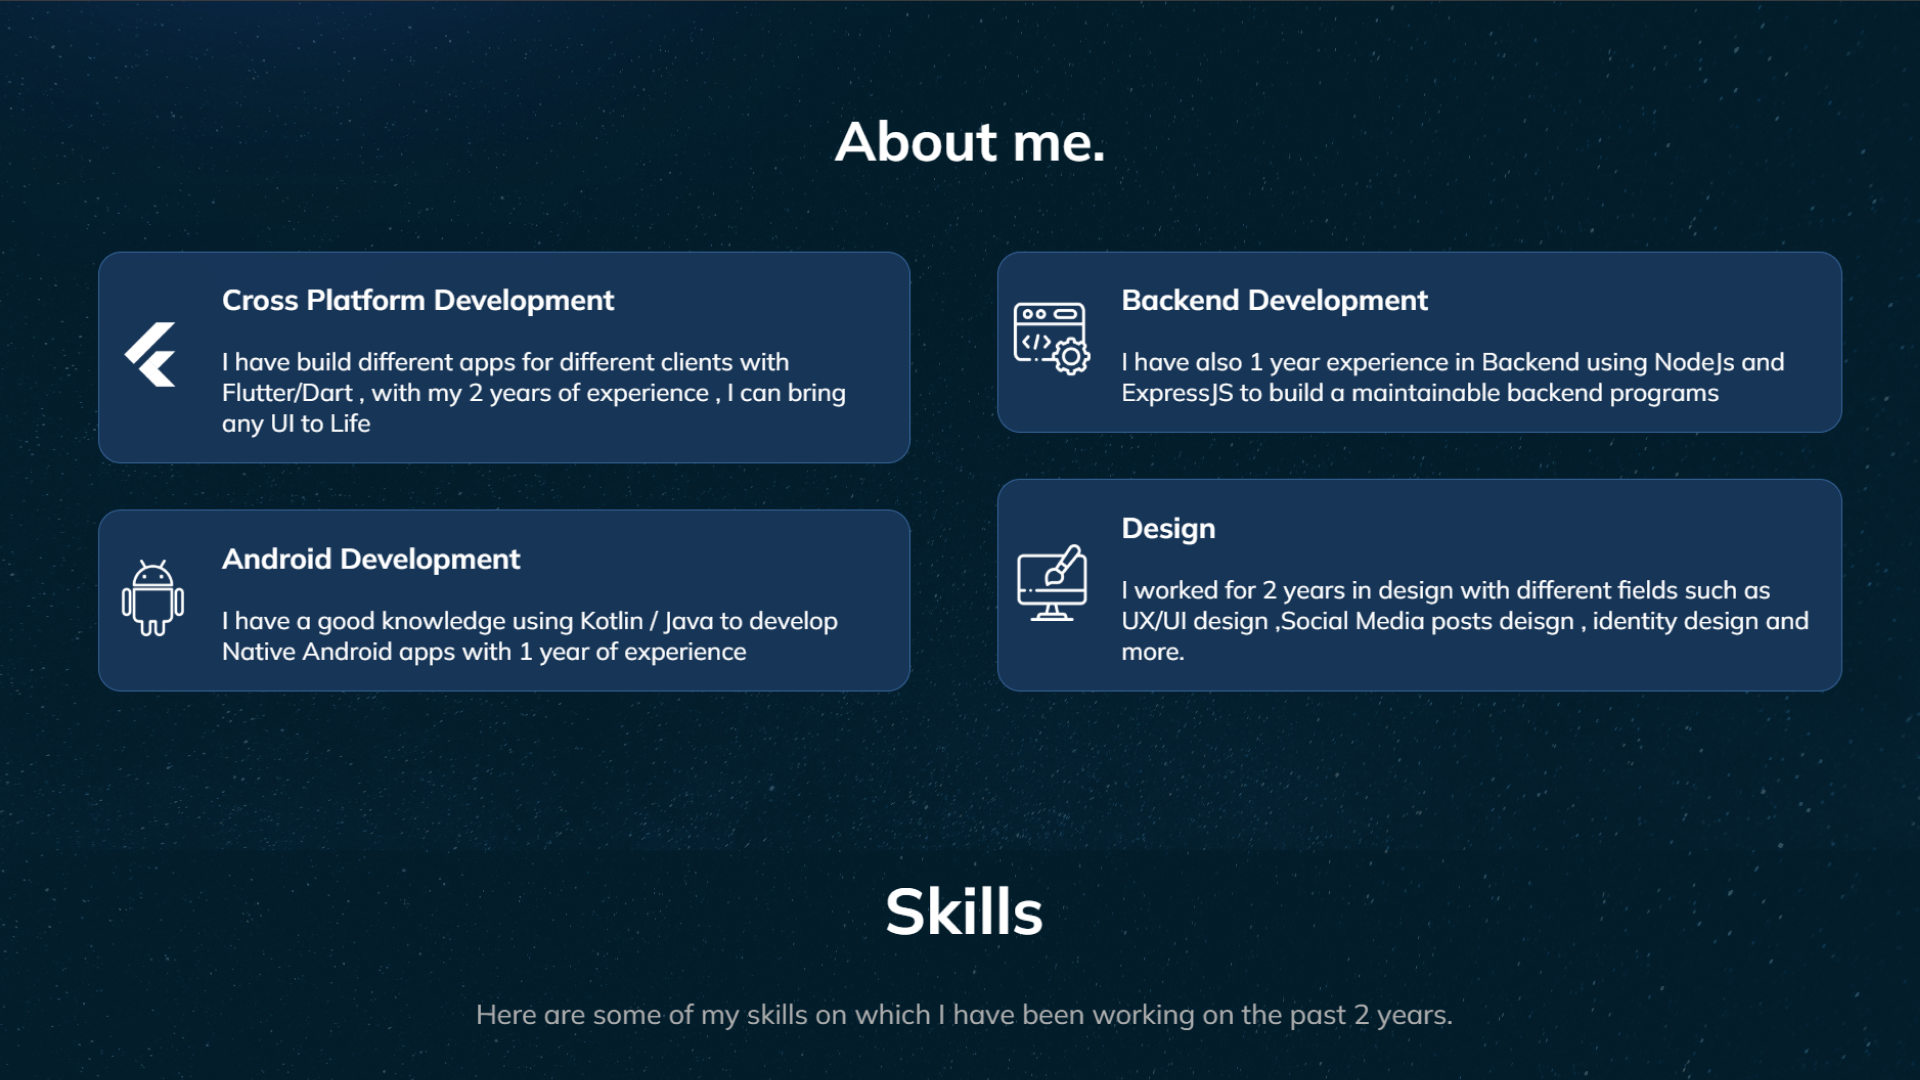 About me.
Cross Platform Development
I have build different apps for different clients with
Flutter/Dart , with my 2 years of experience , I can bring
any UI to Life
Android Development
I have a good knowledge using Kotlin / Java to develop
Native Android apps with 1 year of experience
Backend Development
I have also 1 year experience in Backend using NodeJs and
ExpressJS to build a maintainable backend programs
Design
I worked for 2 years in design with different fields such as
UX/UI design ,Social Media posts deisgn , identity design and
more.
Skills
Here are some of my skills on which I have been working on the past 2 years.